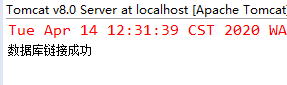 Tomcat v8.0 Server at localhost [Apache Tomcat]
Tue Apr 14 12:31:39 CST 2020 WA
数据库链接成功